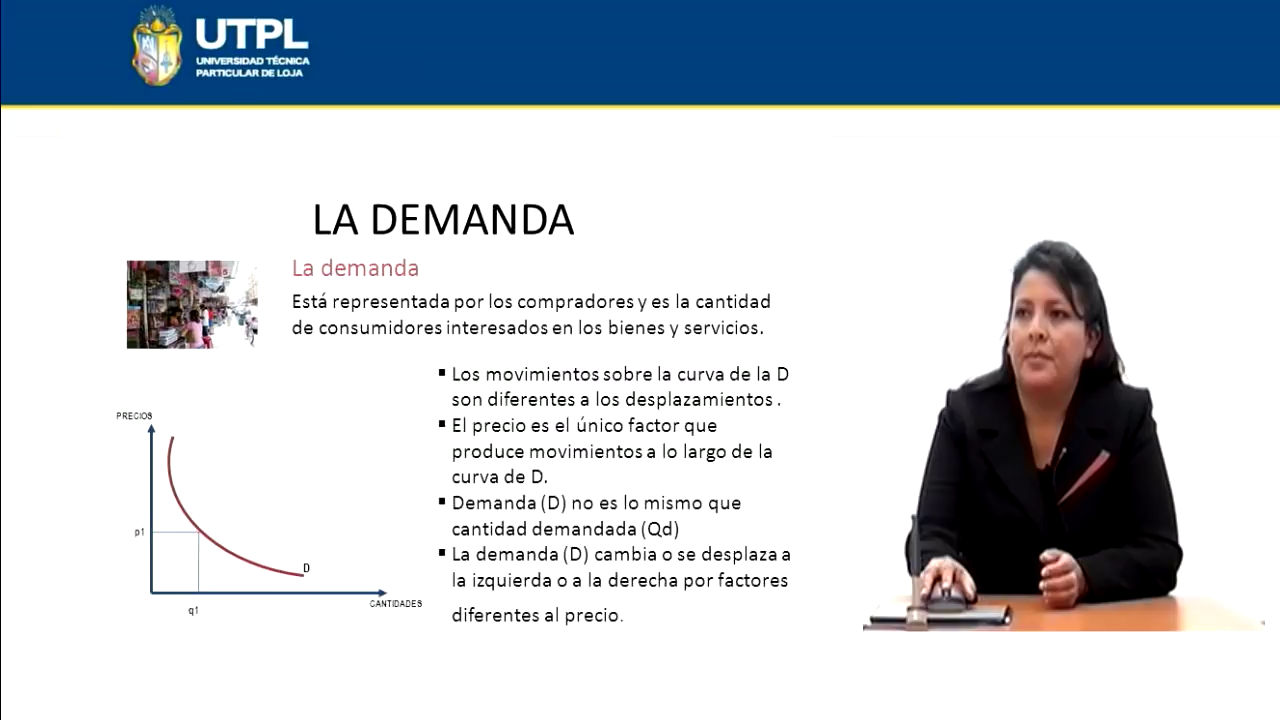 UTPL
UNIVERSIDAD TÉCNICA
PARTICULAR DE LOJA
LA DEMANDA
La demanda
Está representada por los compradores y es la cantidad
de consumidores interesados en los bienes y servicios.
▪ Los movimientos sobre la curva de la D
son diferentes a los desplazamientos .
▪ El precio es el único factor que
produce movimientos a lo largo de la
curva de D.
▪ Demanda (D) no es lo mismo que
cantidad demandada (Qd)
▪ La demanda (D) cambia o se desplaza a
la izquierda o a la derecha por factores
diferentes al precio.
PRECIOS
p1
D
q1
CANTIDADES